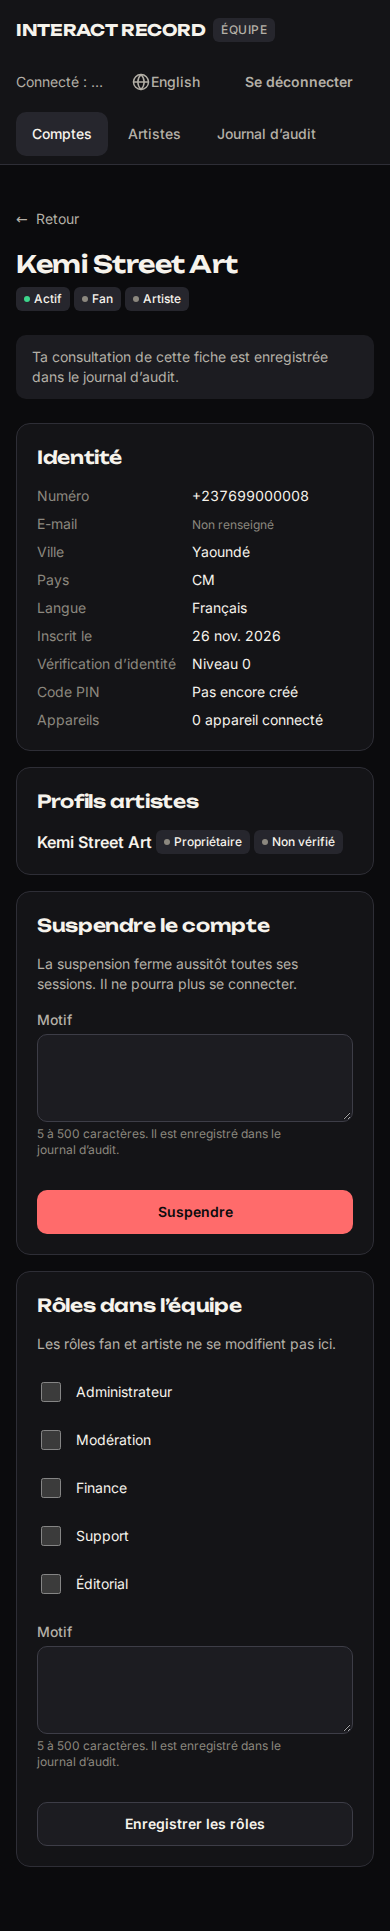 INTERACT RECORD ÉQUIPE
Connecté : ... English Se déconnecter
Comptes Artistes Journal d’audit
← Retour
Kemi Street Art
Actif Fan Artiste
Ta consultation de cette fiche est enregistrée
dans le journal d’audit.
Identité
Numéro +237699000008
E-mail Non renseigné
Ville Yaoundé
Pays CM
Langue Français
Inscrit le 26 nov. 2026
Vérification d’identité Niveau 0
Code PIN Pas encore créé
Appareils 0 appareil connecté
Profils artistes
Kemi Street Art Propriétaire Non vérifié
Suspendre le compte
La suspension ferme aussitôt toutes ses
sessions. Il ne pourra plus se connecter.
Motif
5 à 500 caractères. Il est enregistré dans le
journal d’audit.
Suspendre
Rôles dans l’équipe
Les rôles fan et artiste ne se modifient pas ici.
Administrateur
Modération
Finance
Support
Éditorial
Motif
5 à 500 caractères. Il est enregistré dans le
journal d’audit.
Enregistrer les rôles